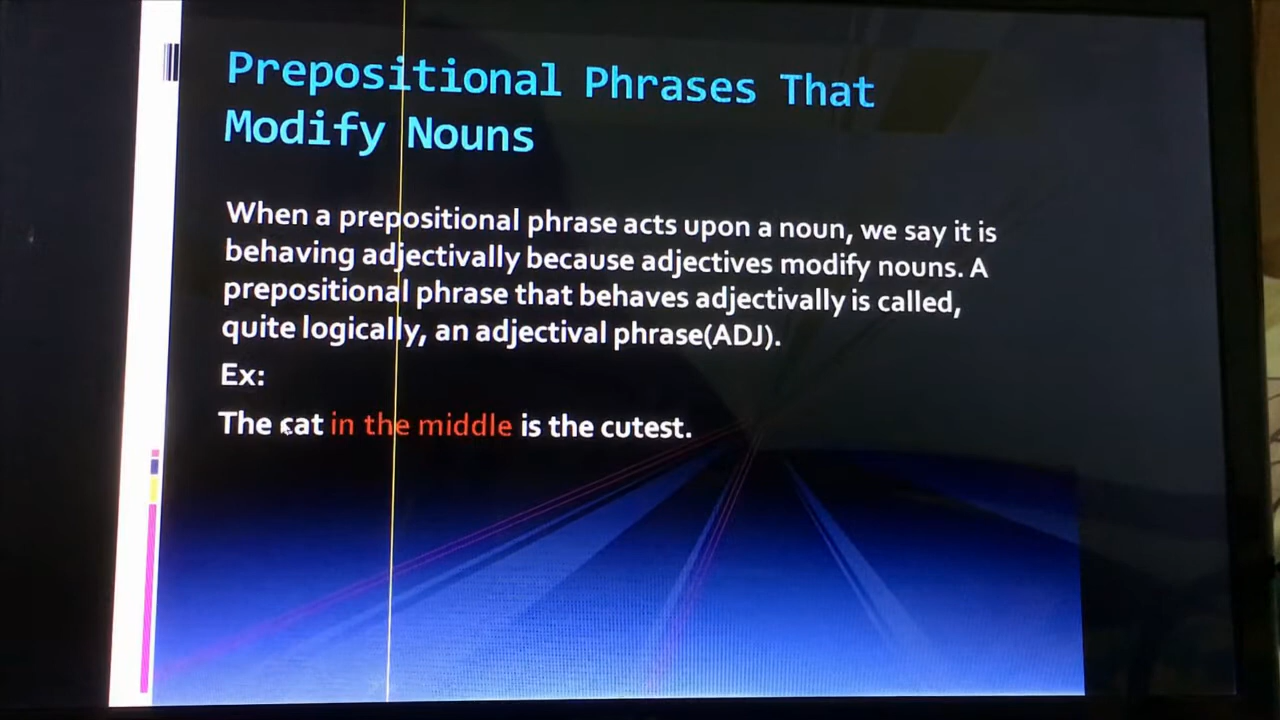 Prepositional Phrases That
Modify Nouns
When a prepositional phrase acts upon a noun, we say it is
behaving adjectivally because adjectives modify nouns. A
prepositional phrase that behaves adjectivally is called,
quite logically, an adjectival phrase(ADJ).
Ex:
The cat in the middle is the cutest.